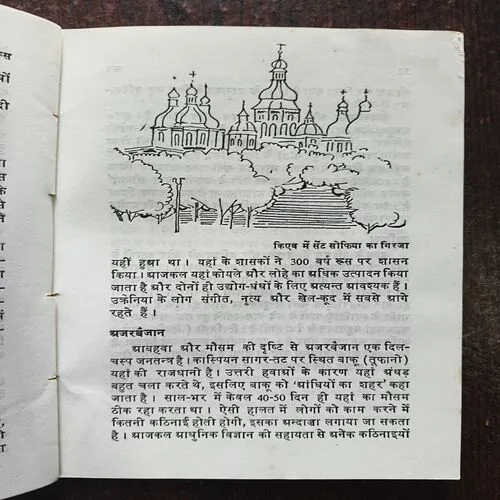 रूस
वों
दी
या
स
के
से
ने
किएव में सेंट सोफिया का गिरजा
यहीं हुआ था । यहां के शासकों ने 300 वर्ष रूस पर शासन
किया । आजकल यहां कोयले और लोहे का अधिक उत्पादन किया
जाता है और दोनों ही उद्योग-धंधों के लिए अत्यन्त आवश्यक हैं ।
उक्रेनिया के लोग संगीत, नृत्य और खेल-कूद में सबसे आगे
रहते हैं ।
अजरबैजान
आबहवा और मौसम की दृष्टि से अजरबैजान एक दिल-
चस्प जनतन्त्र है । कास्पियन सागर-तट पर स्थित बाकू (तूफानी)
यहां की राजधानी है । उत्तरी हवाओं के कारण यहां अंधड़
बहुत चला करते थे, इसलिए बाकू को ‘आंधियों का शहर’ कहा
जाता है । साल-भर में केवल 40-50 दिन ही यहां का मौसम
ठीक रहा करता था । ऐसी हालत में लोगों को काम करने में
कितनी कठिनाई होती होगी, इसका अन्दाज़ा लगाया जा सकता
है । आजकल आधुनिक विज्ञान की सहायता से अनेक कठिनाइयों